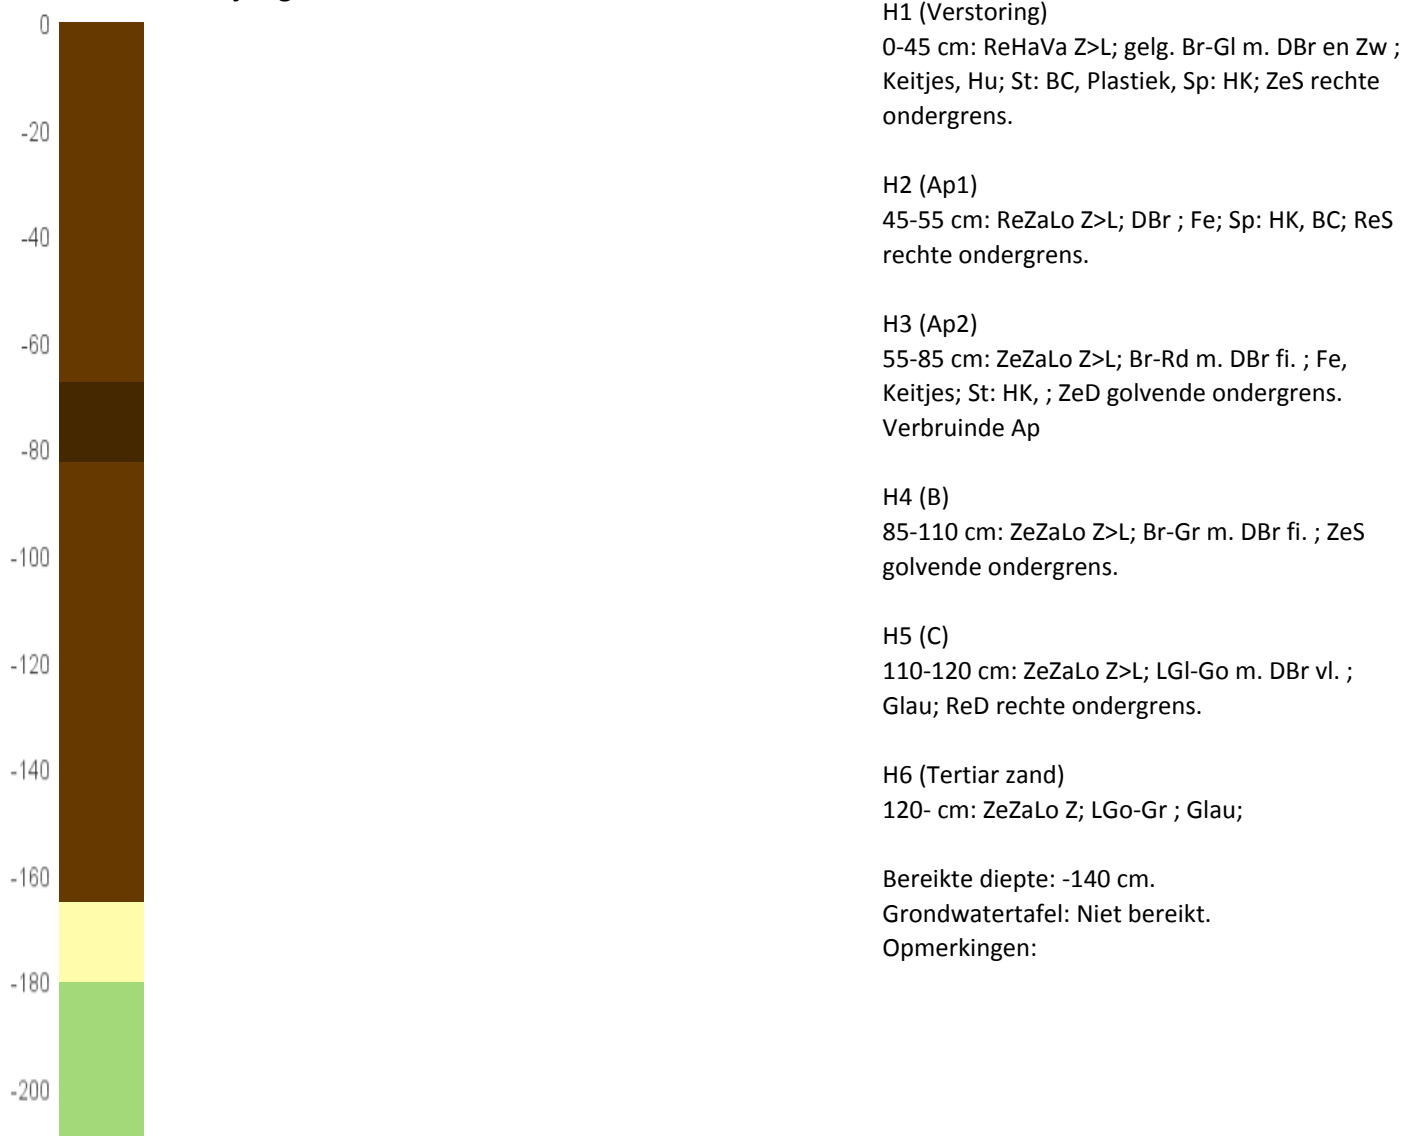 0
-20
-40
-60
-80
-100
-120
-140
-160
-180
-200
H1 (Verstoring)
0-45 cm: ReHaVa Z>L; gelg. Br-Gl m. DBr en Zw ;
Keitjes, Hu; St: BC, Plastiek, Sp: HK; ZeS rechte
ondergrens.
H2 (Ap1)
45-55 cm: ReZaLo Z>L; DBr ; Fe; Sp: HK, BC; ReS
rechte ondergrens.
H3 (Ap2)
55-85 cm: ZeZaLo Z>L; Br-Rd m. DBr fi. ; Fe,
Keitjes; St: HK, ; ZeD golvende ondergrens.
Verbruinde Ap
H4 (B)
85-110 cm: ZeZaLo Z>L; Br-Gr m. DBr fi. ; ZeS
golvende ondergrens.
H5 (C)
110-120 cm: ZeZaLo Z>L; LGl-Go m. DBr vl. ;
Glau; ReD rechte ondergrens.
H6 (Tertiar zand)
120- cm: ZeZaLo Z; LGo-Gr ; Glau;
Bereikte diepte: -140 cm.
Grondwatertafel: Niet bereikt.
Opmerkingen: